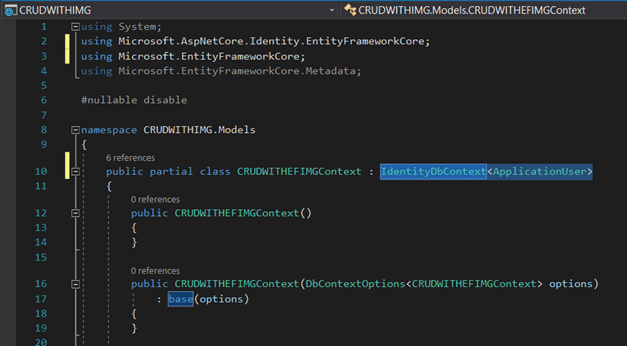 CRUDWITHIMG
CRUDWITHIMG.Models.CRUDWITHEFIMGContext
1 using System;
2 using Microsoft.AspNetCore.Identity.EntityFrameworkCore;
3 using Microsoft.EntityFrameworkCore;
4 using Microsoft.EntityFrameworkCore.Metadata;
5
6 #nullable disable
7
8 namespace CRUDWITHIMG.Models
9 {
6 references
10 public partial class CRUDWITHEFIMGContext : IdentityDbContext<ApplicationUser>
11 {
0 references
12 public CRUDWITHEFIMGContext()
13 {
14 }
15
0 references
16 public CRUDWITHEFIMGContext(DbContextOptions<CRUDWITHEFIMGContext> options)
17 : base(options)
18 {
19 }
20